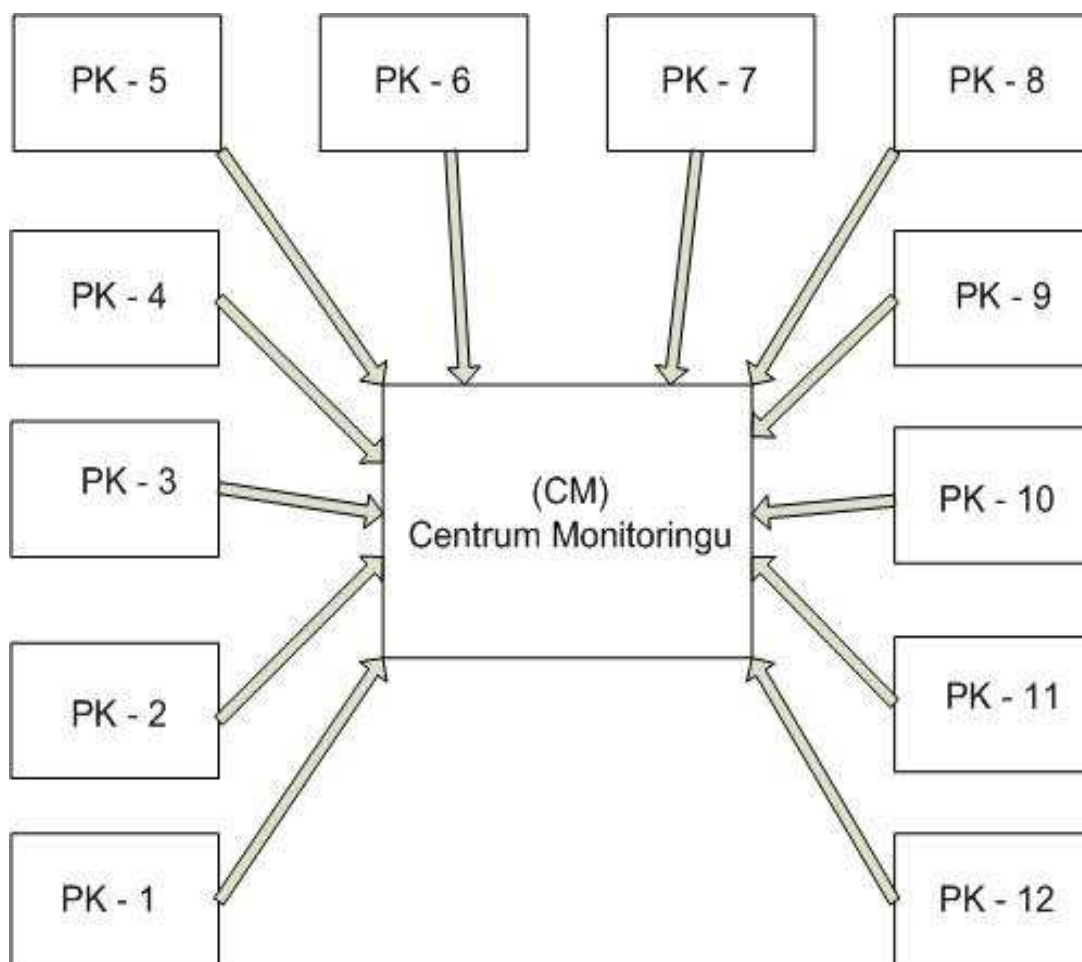 PK - 5
PK - 6
PK - 7
PK - 8
PK - 4
PK - 9
PK - 3
(CM)
Centrum Monitoringu
PK - 10
PK - 2
PK - 11
PK - 1
PK - 12